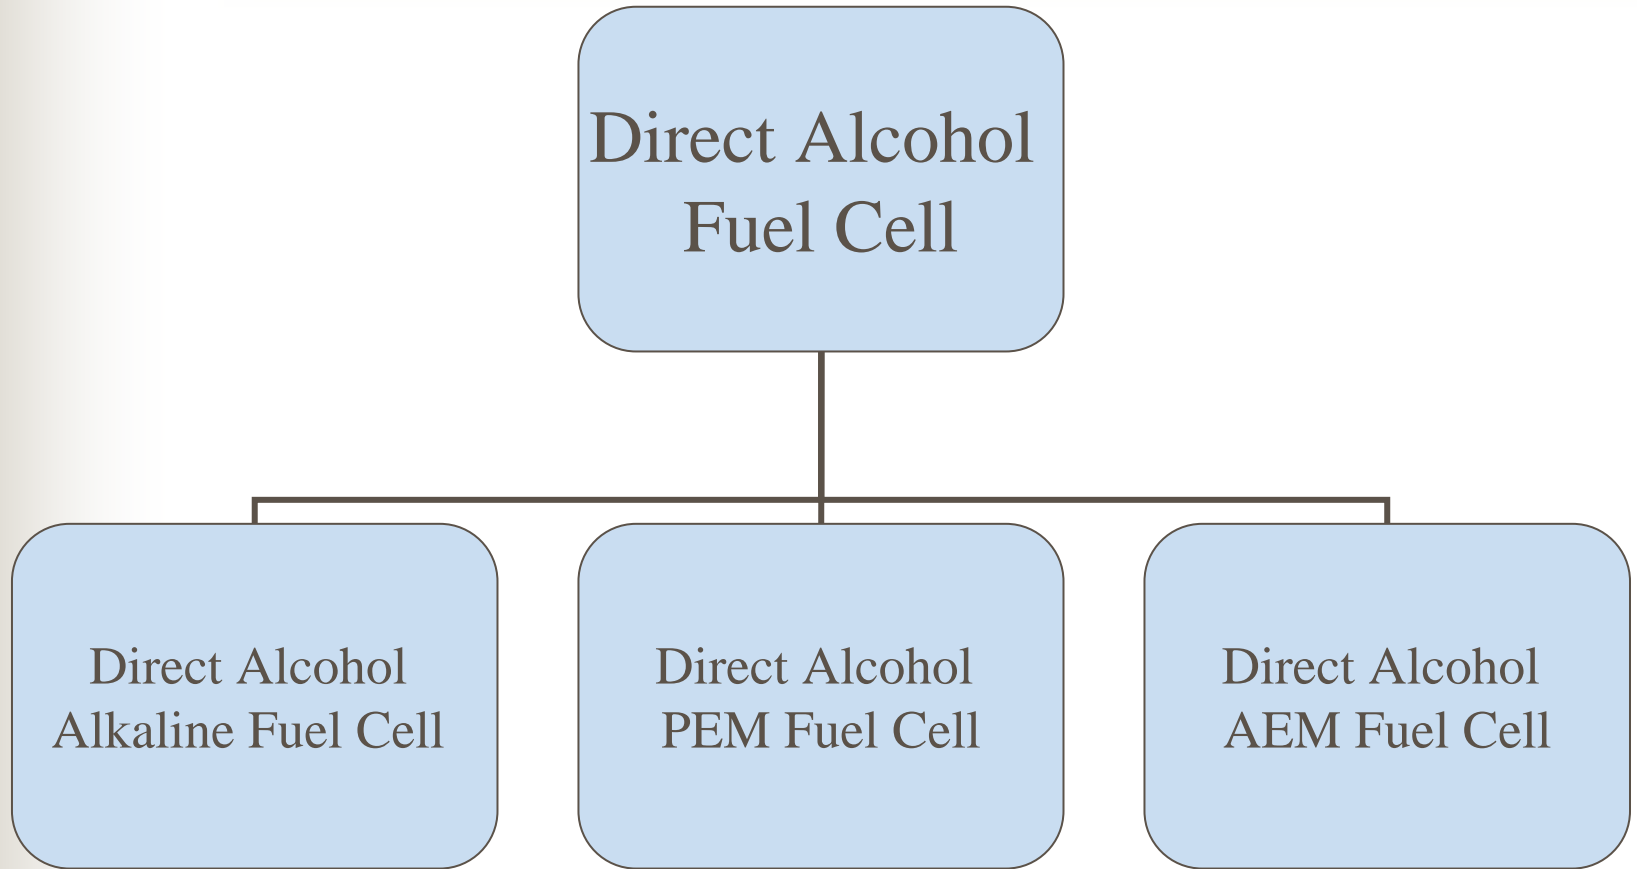 Direct Alcohol
Fuel Cell
Direct Alcohol
Alkaline Fuel Cell
Direct Alcohol
PEM Fuel Cell
Direct Alcohol
AEM Fuel Cell